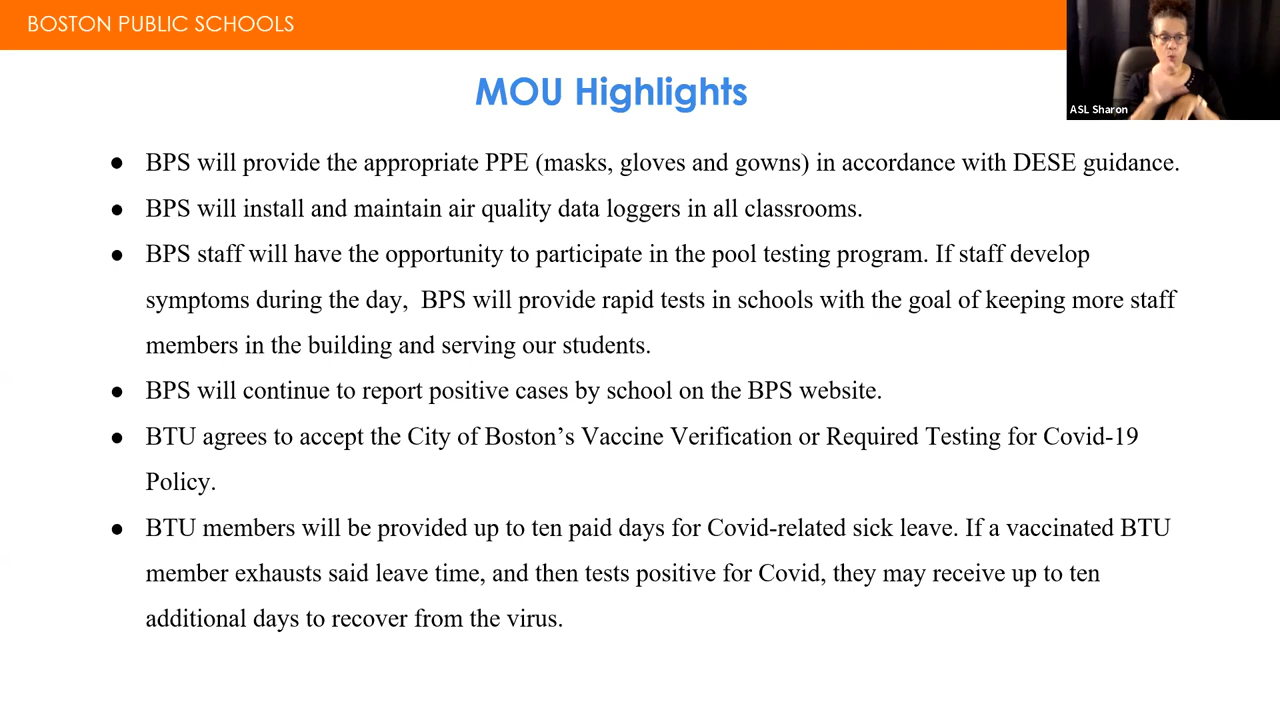 BOSTON PUBLIC SCHOOLS
ASL Sharon
MOU Highlights
● BPS will provide the appropriate PPE (masks, gloves and gowns) in accordance with DESE guidance.
● BPS will install and maintain air quality data loggers in all classrooms.
● BPS staff will have the opportunity to participate in the pool testing program. If staff develop
symptoms during the day,  BPS will provide rapid tests in schools with the goal of keeping more staff
members in the building and serving our students.
● BPS will continue to report positive cases by school on the BPS website.
● BTU agrees to accept the City of Boston’s Vaccine Verification or Required Testing for Covid-19
Policy.
● BTU members will be provided up to ten paid days for Covid-related sick leave. If a vaccinated BTU
member exhausts said leave time, and then tests positive for Covid, they may receive up to ten
additional days to recover from the virus.